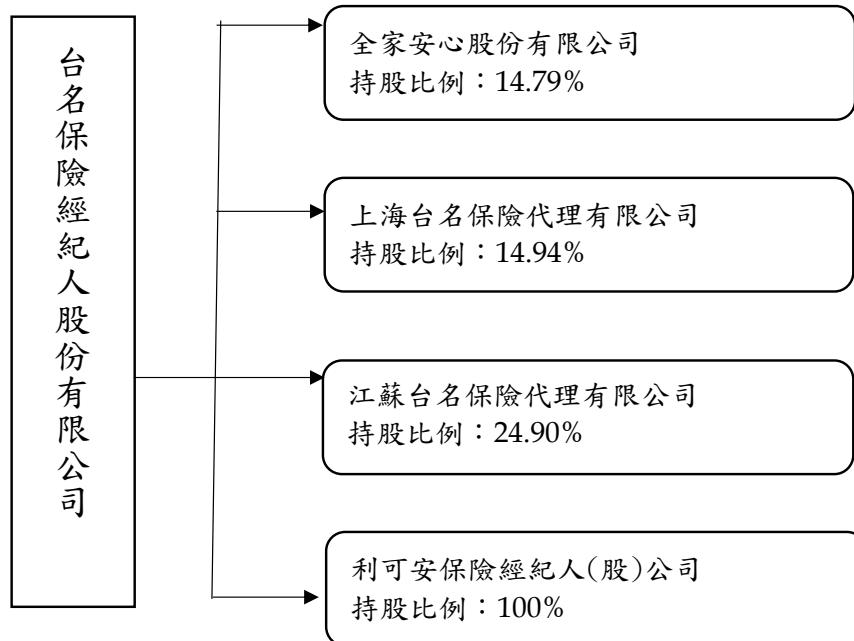 台名保險經紀人股份有限公司
全家安心股份有限公司
持股比例：14.79%
上海台名保險代理有限公司
持股比例：14.94%
江蘇台名保險代理有限公司
持股比例：24.90%
利可安保險經紀人(股)公司
持股比例：100%